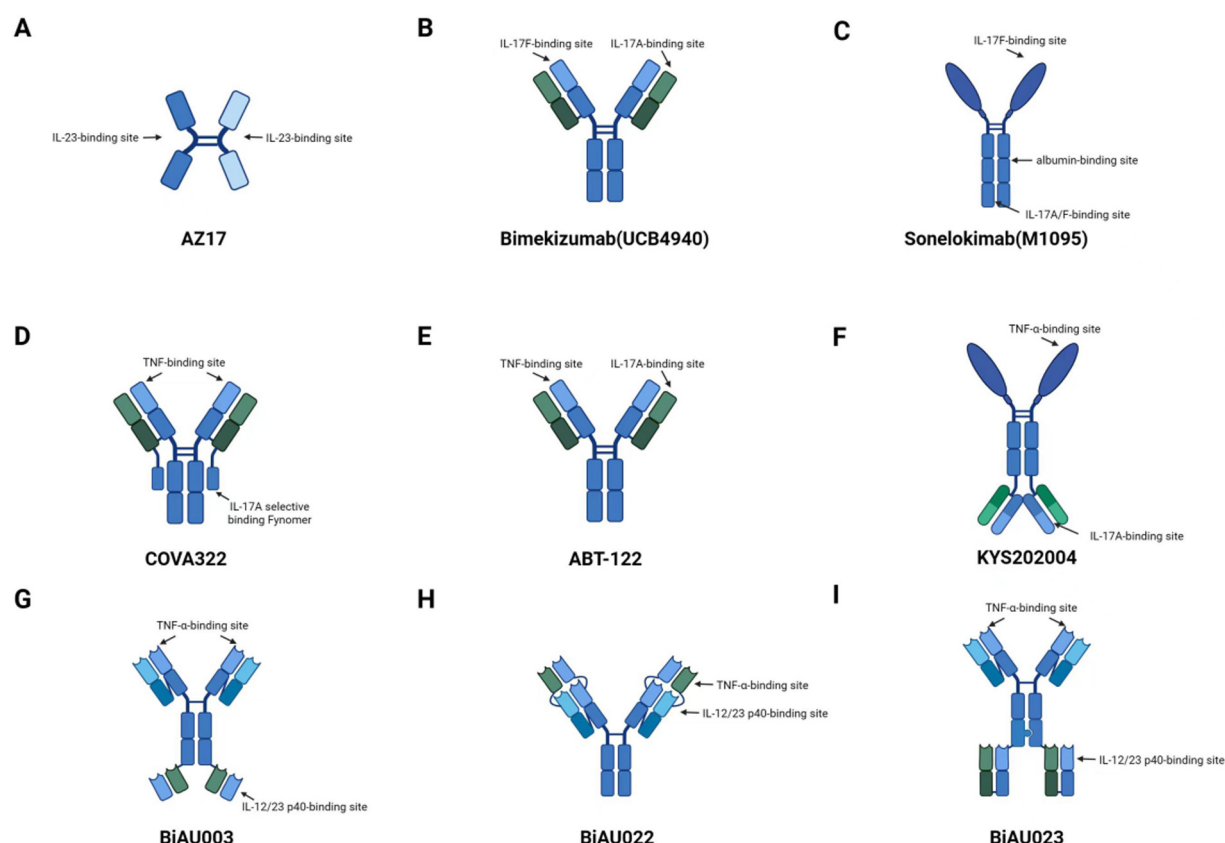 A
B
C
IL-17F-binding site
IL-17A-binding site
IL-17F-binding site
IL-23-binding site
IL-23-binding site
albumin-binding site
IL-17A/F-binding site
AZ17
Bimekizumab(UCB4940)
Sonelokimab(M1095)
D
E
F
TNF-binding site
TNF-binding site
IL-17A-binding site
TNF-α-binding site
IL-17A selective
binding Fynomer
IL-17A-binding site
COVA322
ABT-122
KYS202004
G
H
I
TNF-α-binding site
TNF-α-binding site
TNF-α-binding site
IL-12/23 p40-binding site
IL-12/23 p40-binding site
IL-12/23 p40-binding site
BiAU003
BiAU022
BiAU023